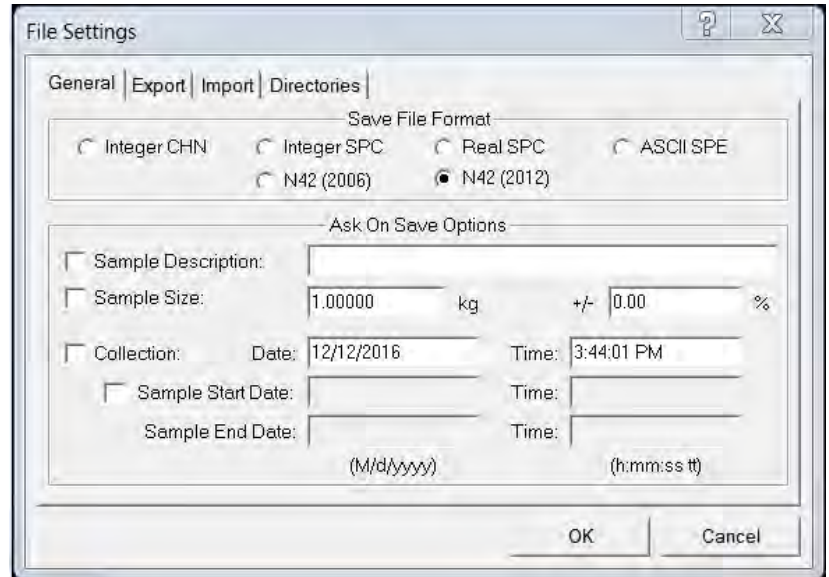 File Settings
General Export Import Directories
Save File Format
Integer CHN Integer SPC Real SPC ASCII SPE
N42 (2006) N42 (2012)
Ask On Save Options
Sample Description:
Sample Size: 1.00000 kg +/- 0.00 %
Collection: Date: 12/12/2016 Time: 3:44:01 PM
Sample Start Date: Time:
Sample End Date: Time:
(M/d/yyyy) (h:mm:ss tt)
OK Cancel